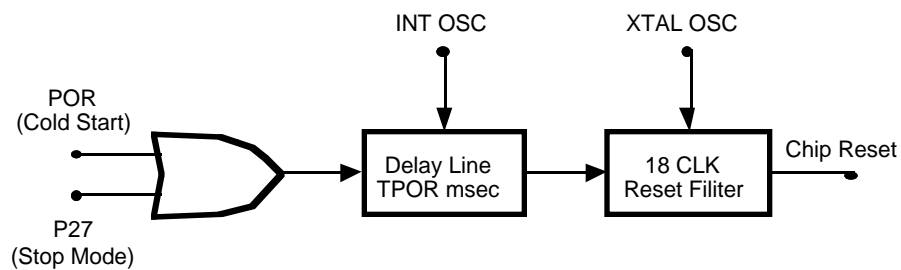 INT OSC
XTAL OSC
POR
(Cold Start)
Delay Line
TPOR msec
18 CLK
Reset Filiter
Chip Reset
P27
(Stop Mode)